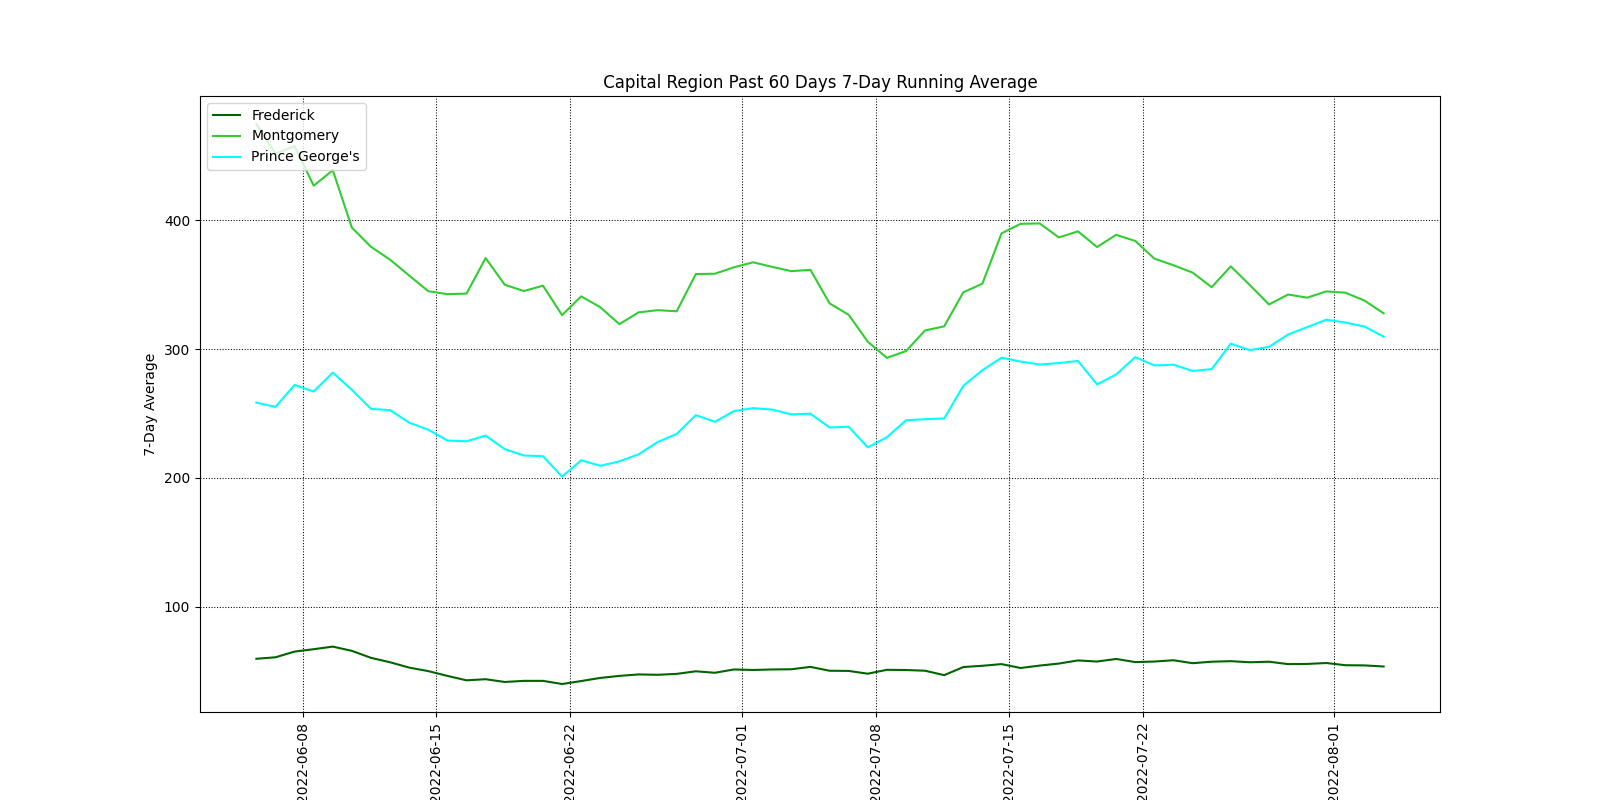 Capital Region Past 60 Days 7-Day Running Average
Frederick
Montgomery
Prince George's
7-Day Average
400
300
200
100
2022-06-08
2022-06-15
2022-06-22
2022-07-01
2022-07-08
2022-07-15
2022-07-22
2022-08-01